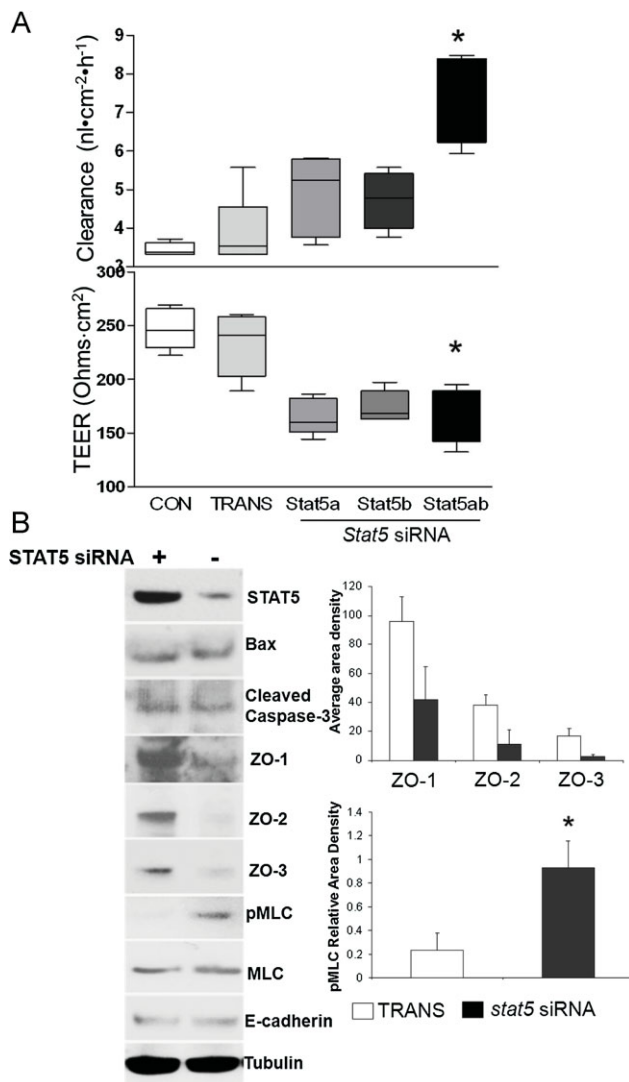 A
Clearance (nl•cm-2•h-1)
9
8
7
6
5
4
3
*
TEER (Ohms·cm2)
300
250
200
150
100
*
CON TRANS Stat5a Stat5b Stat5ab
Stat5 siRNA
B
STAT5 siRNA + -
STAT5
Bax
Cleaved
Caspase-3
ZO-1
ZO-2
ZO-3
pMLC
MLC
E-cadherin
Tubulin
Average area density
120
100
80
60
40
20
0
ZO-1 ZO-2 ZO-3
pMLC Relative Area Density
1.4
1.2
1
0.8
0.6
0.4
0.2
0
*
TRANS stat5 siRNA